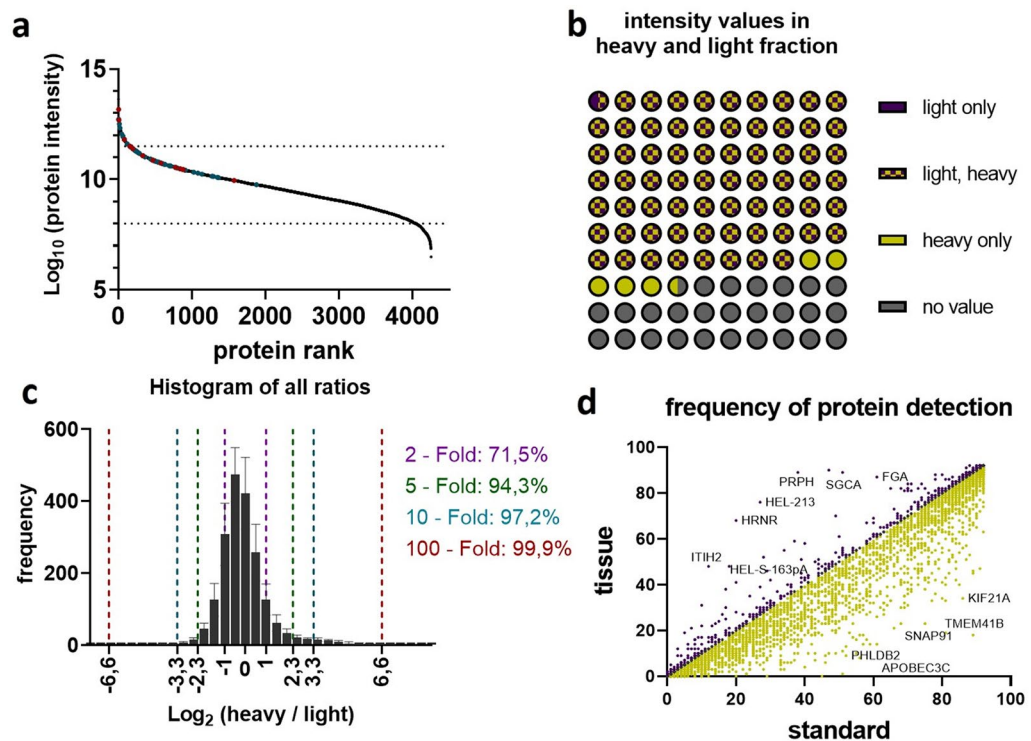 a
15
10
5
Log10 (protein intensity)
0
1000
2000
3000
4000
protein rank
b
intensity values in
heavy and light fraction
light only
light, heavy
heavy only
no value
c
Histogram of all ratios
600
400
200
0
frequency
-6,6
-3,3
-2,3
-1
0
1
2,3
3,3
6,6
Log2 (heavy / light)
2 - Fold: 71,5%
5 - Fold: 94,3%
10 - Fold: 97,2%
100 - Fold: 99,9%
d
frequency of protein detection
100
80
60
40
20
0
tissue
PRPH
SGCA
FGA
HEL-213
HRNR
ITIH2
HEL-S-163pA
KIF21A
TMEM41B
SNAP91
PHLDB2
APOBEC3C
0
20
40
60
80
100
standard